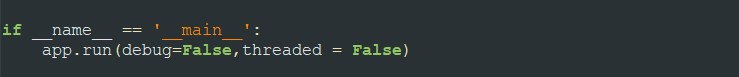 if __name__ == '__main__':
    app.run(debug=False,threaded = False)